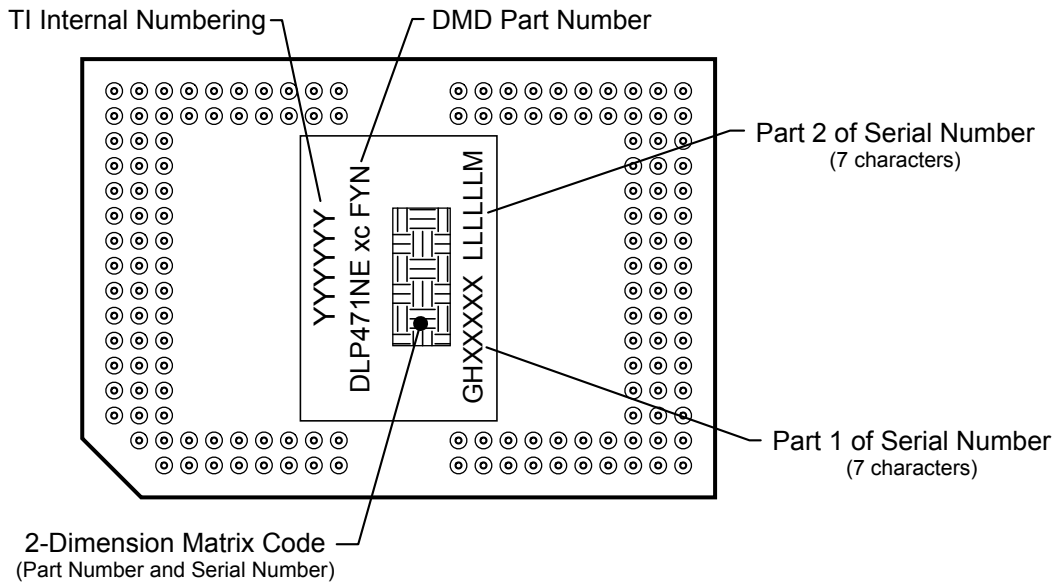 TI Internal Numbering
DMD Part Number
Part 2 of Serial Number
(7 characters)
YYYYYYY
DLP471NE xc FYN
GHXXXXX LLLLLLM
Part 1 of Serial Number
(7 characters)
2-Dimension Matrix Code
(Part Number and Serial Number)